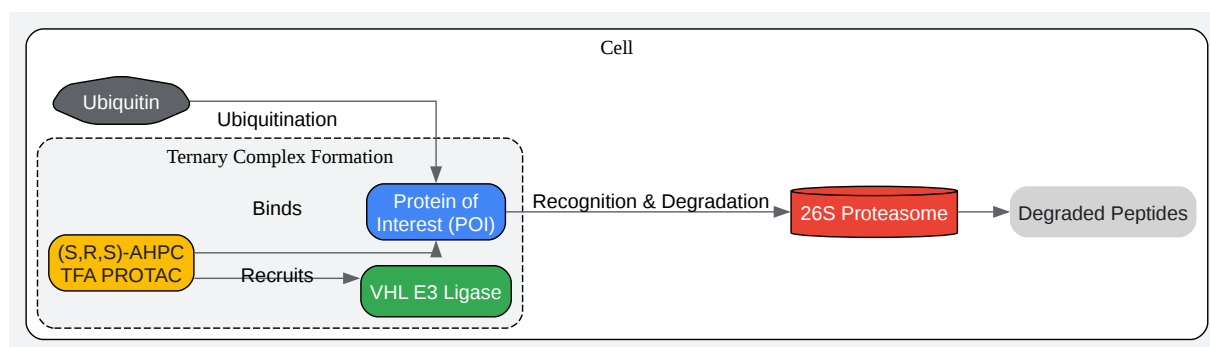 Cell
Ubiquitin
Ubiquitination
Ternary Complex Formation
Binds
Protein of
Interest (POI)
Recognition & Degradation
26S Proteasome
Degraded Peptides
(S,R,S)-AHPC
TFA PROTAC
Recruits
VHL E3 Ligase